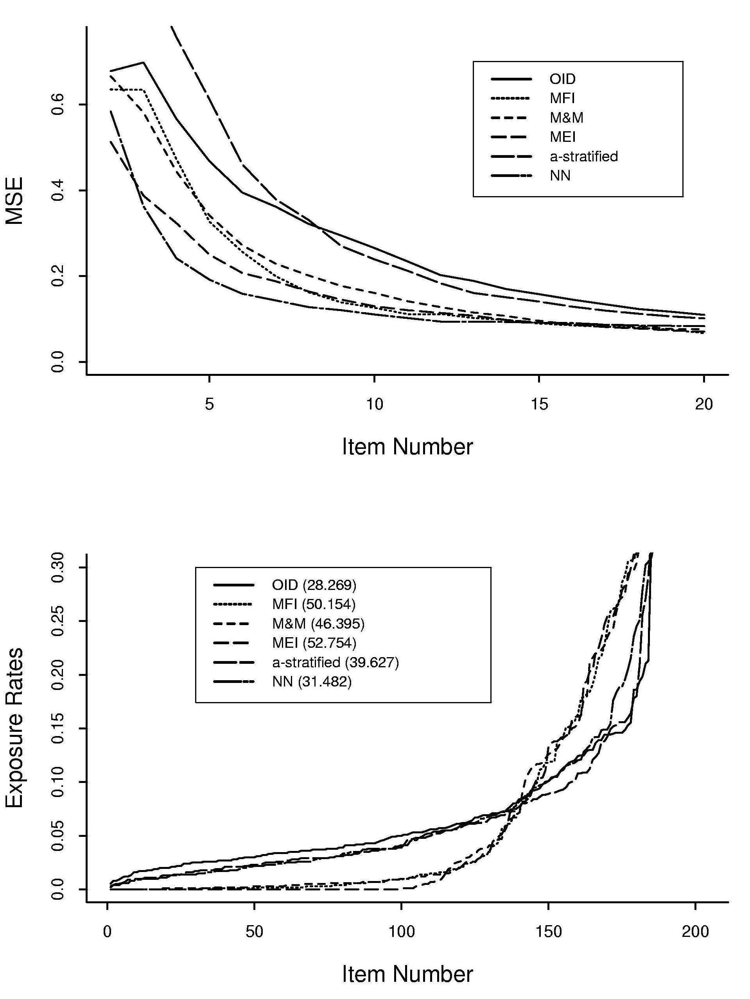 MSE
0.6
0.4
0.2
0.0
OID
MFI
M&M
MEI
a-stratified
NN
5 10 15 20
Item Number
Exposure Rates
0.30
0.25
0.20
0.15
0.10
0.05
0.0
OID (28.269)
MFI (50.154)
M&M (46.395)
MEI (52.754)
a-stratified (39.627)
NN (31.482)
0 50 100 150 200
Item Number